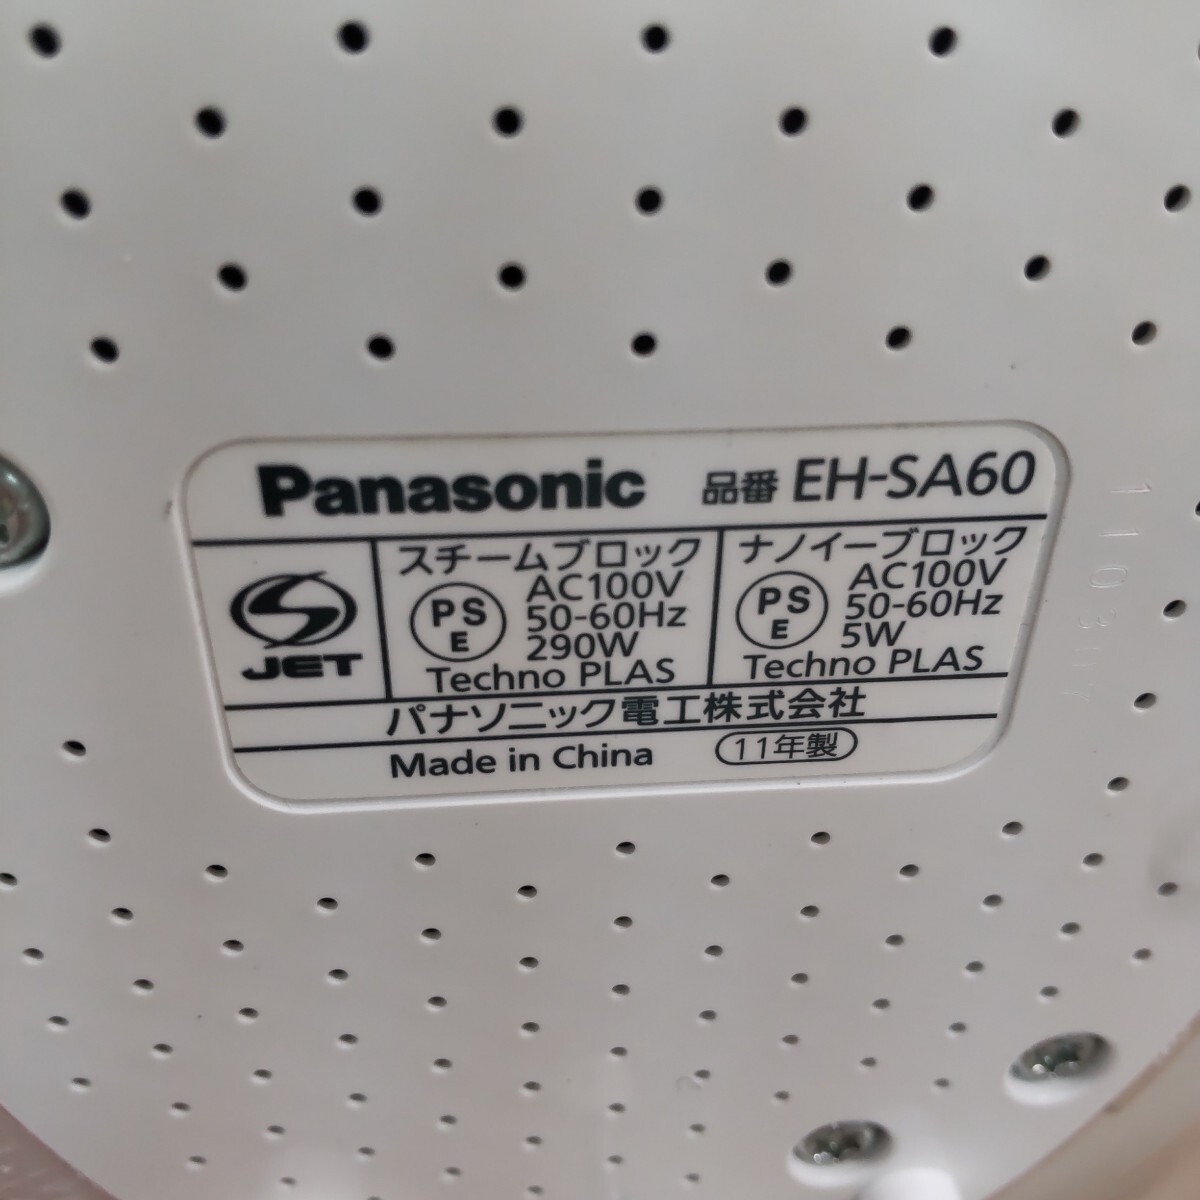 Panasonic 品番 EH-SA60
JET
スチームブロック
PS
E
AC100V
50-60Hz
290W
Techno PLAS
ナノイーブロック
PS
E
AC100V
50-60Hz
5W
Techno PLAS
パナソニック電工株式会社
Made in China 11年製